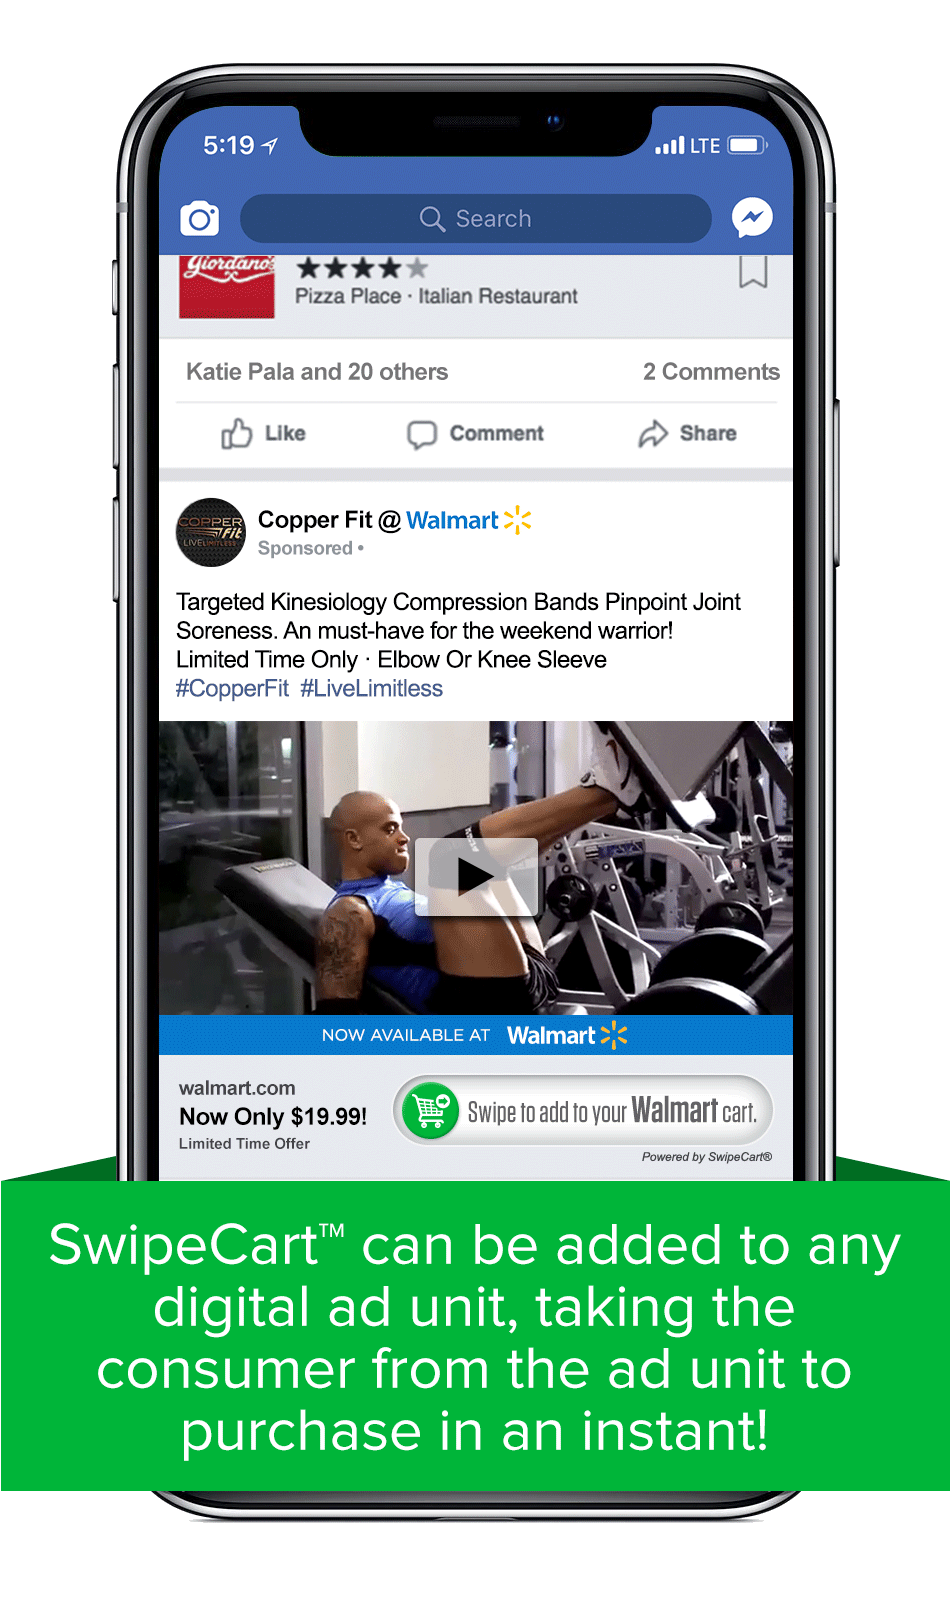 5:19
LTE
Search
Giordano's
Pizza Place · Italian Restaurant
Katie Pala and 20 others
2 Comments
Like
Comment
Share
COPPER
Fit
LIVELIMITLESS
Copper Fit @ Walmart
Sponsored •
Targeted Kinesiology Compression Bands Pinpoint Joint
Soreness. An must-have for the weekend warrior!
Limited Time Only · Elbow Or Knee Sleeve
#CopperFit #LiveLimitless
NOW AVAILABLE AT Walmart
walmart.com
Now Only $19.99!
Limited Time Offer
Swipe to add to your Walmart cart.
Powered by SwipeCart®
SwipeCart™ can be added to any
digital ad unit, taking the
consumer from the ad unit to
purchase in an instant!